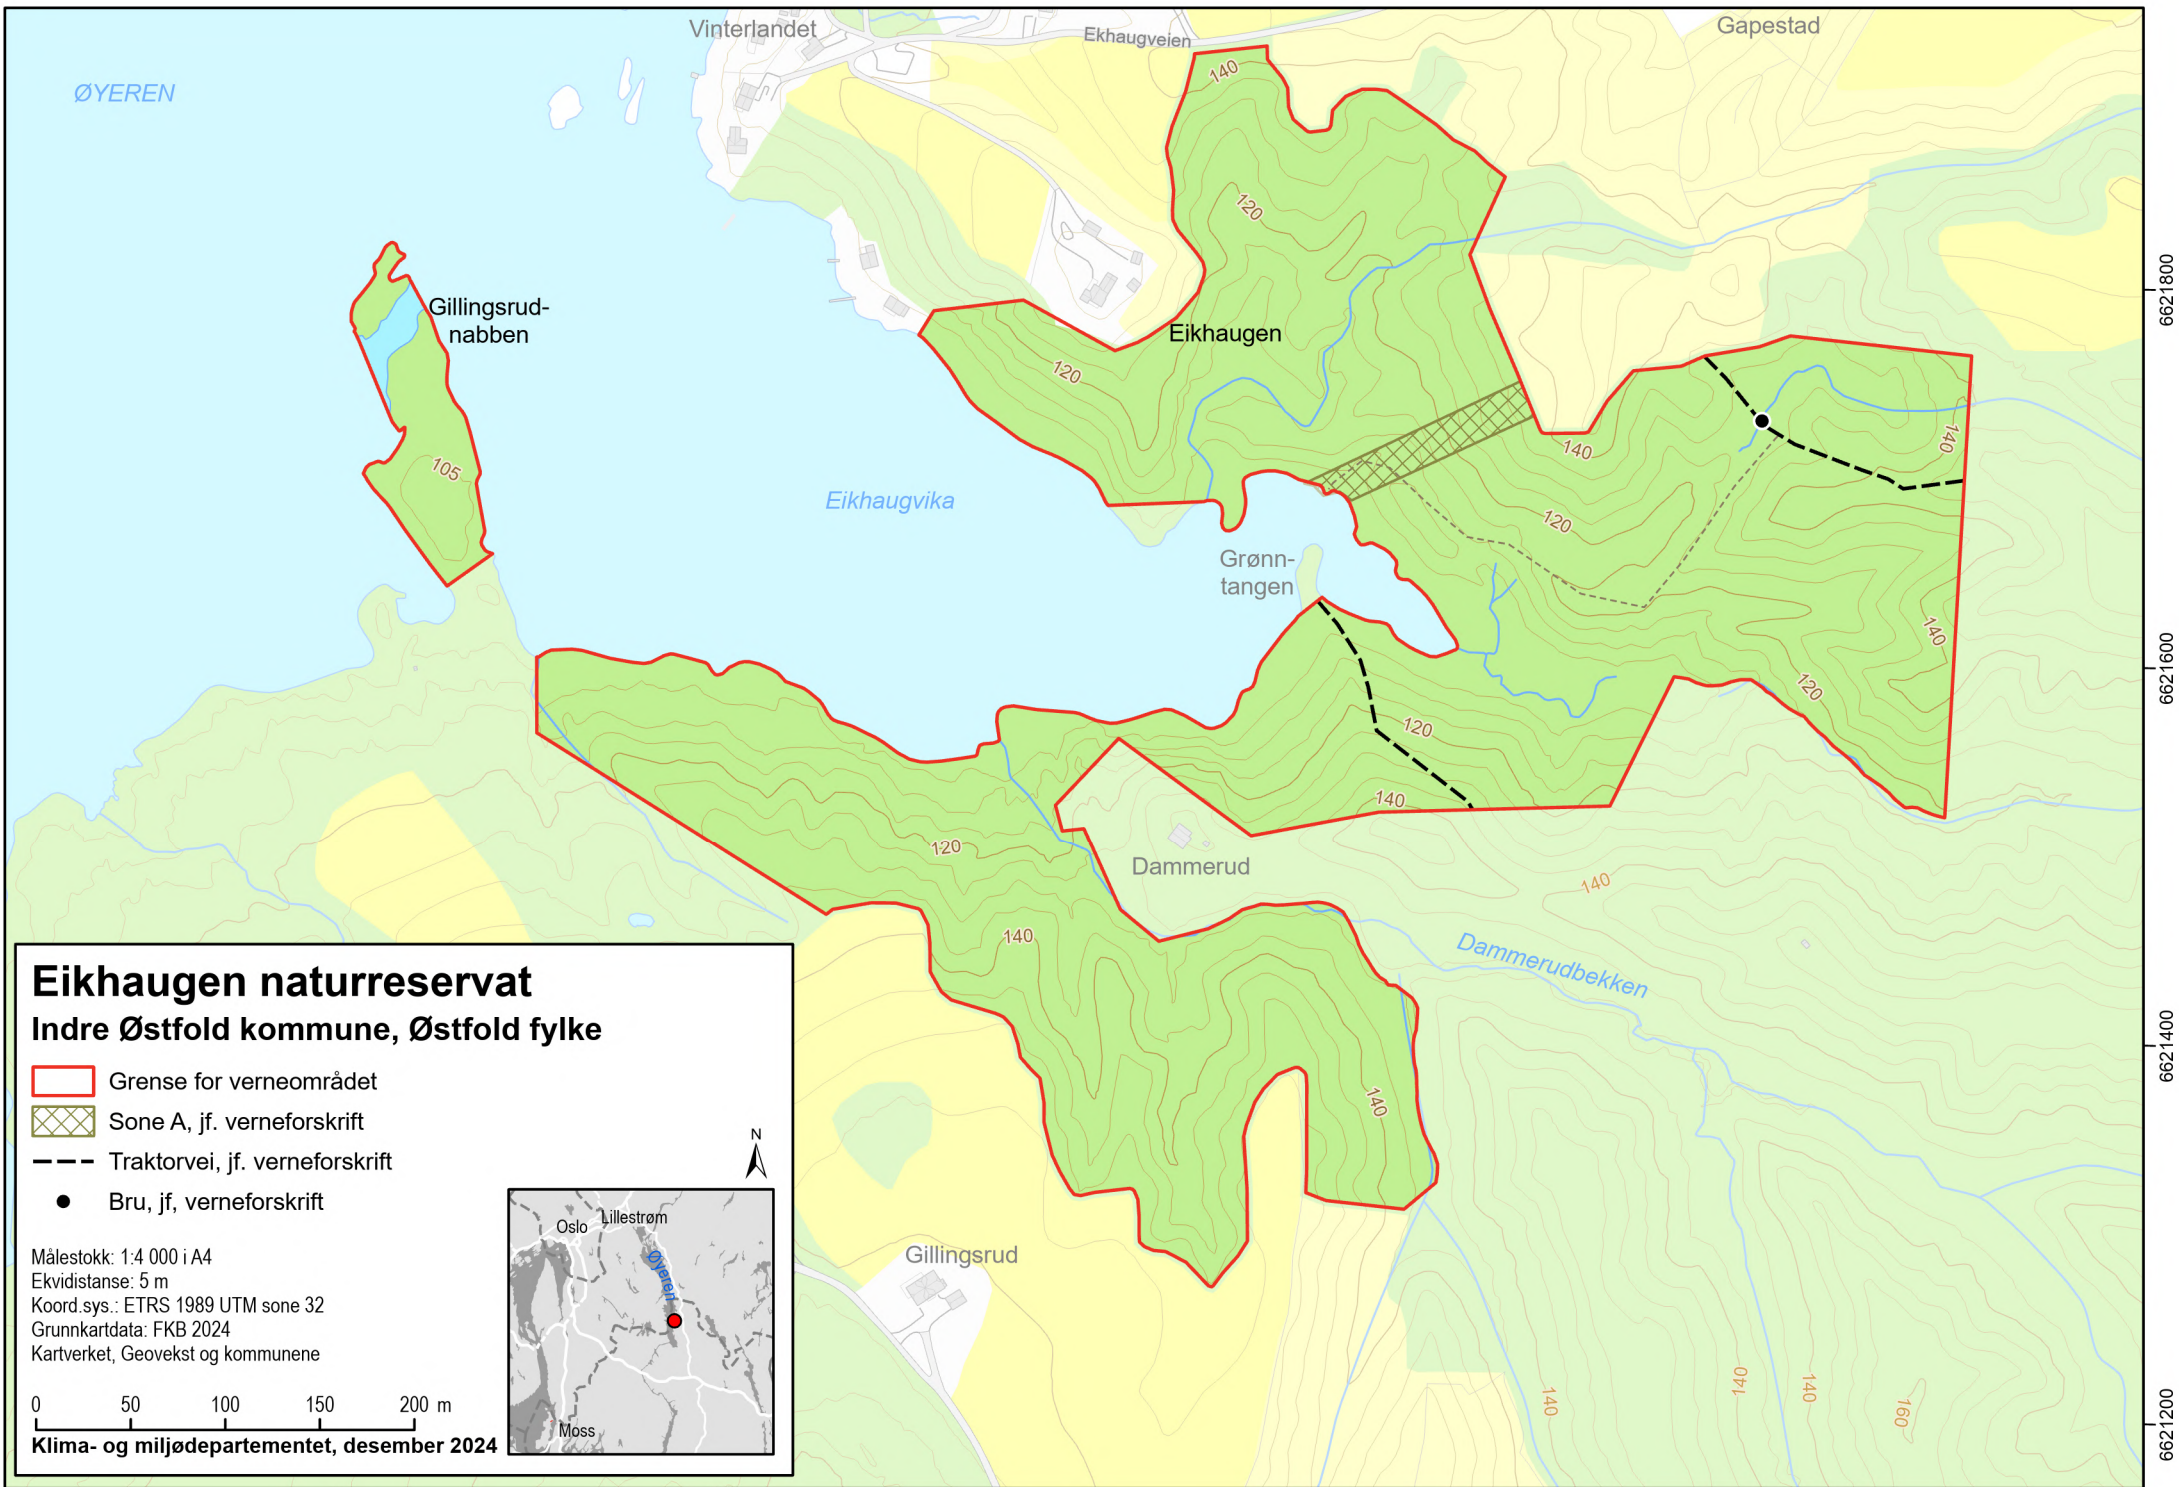 Vinterlandet
Ekhaugveien
Gapestad
ØYEREN
140
120
Gillingsrud-
nabben
6621800
Eikhaugen
120
105
140
140
Eikhaugvika
120
Grønn-
tangen
140
6621600
120
120
140
120
Dammerud
140
140
Dammerudbekken
6621400
140
Gillingsrud
140
140
140
160
6621200
Eikhaugen naturreservat
Indre Østfold kommune, Østfold fylke
Grense for verneområdet
Sone A, jf. verneforskrift
Traktorvei, jf. verneforskrift
Bru, jf, verneforskrift
N
Målestokk: 1:4 000 i A4
Ekvidistanse: 5 m
Koord.sys.: ETRS 1989 UTM sone 32
Grunnkartdata: FKB 2024
Kartverket, Geovekst og kommunene
0 50 100 150 200 m
Klima- og miljødepartementet, desember 2024
Oslo
Lillestrøm
Øyeren
Moss